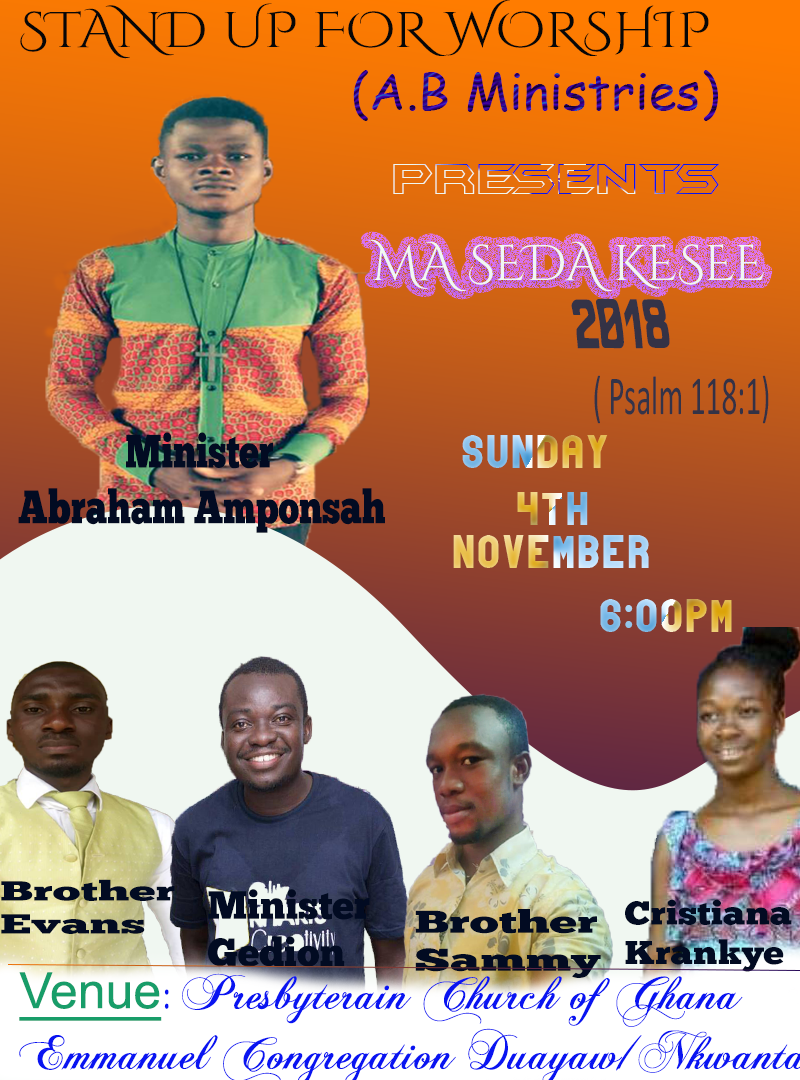 STAND UP FOR WORSHIP
(A.B Ministries)
PRESENTS
MA SEDA KESEE
2018
( Psalm 118:1)
SUNDAY
4TH
NOVEMBER
6:00PM
Minister
Abraham Amponsah
Brother
Evans
Minister
Gedion
Brother
Sammy
Cristiana
Krankye
Venue: Presbyterain Church of Ghana
Emmanuel Congregation Duayaw/Nkwanta